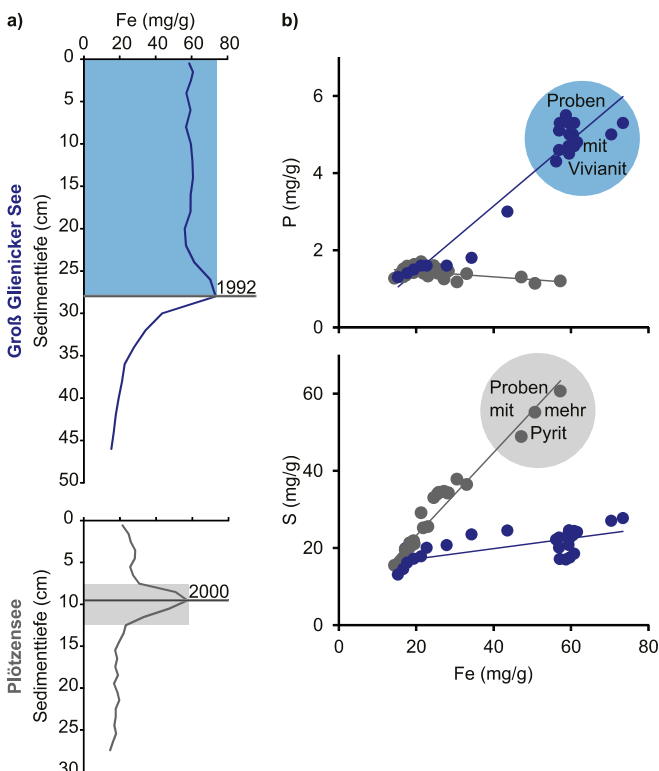 a)
Fe (mg/g)
0 20 40 60 80
0
5
10
15
20
25
30
35
40
45
50
Groß Glienicker See
Sedimenttiefe (cm)
1992
0
5
10
15
20
25
30
Plötzensee
Sedimenttiefe (cm)
2000
b)
6
4
2
0
P (mg/g)
Proben
mit
Vivianit
60
40
20
0
S (mg/g)
Proben
mit mehr
Pyrit
0 20 40 60 80
Fe (mg/g)